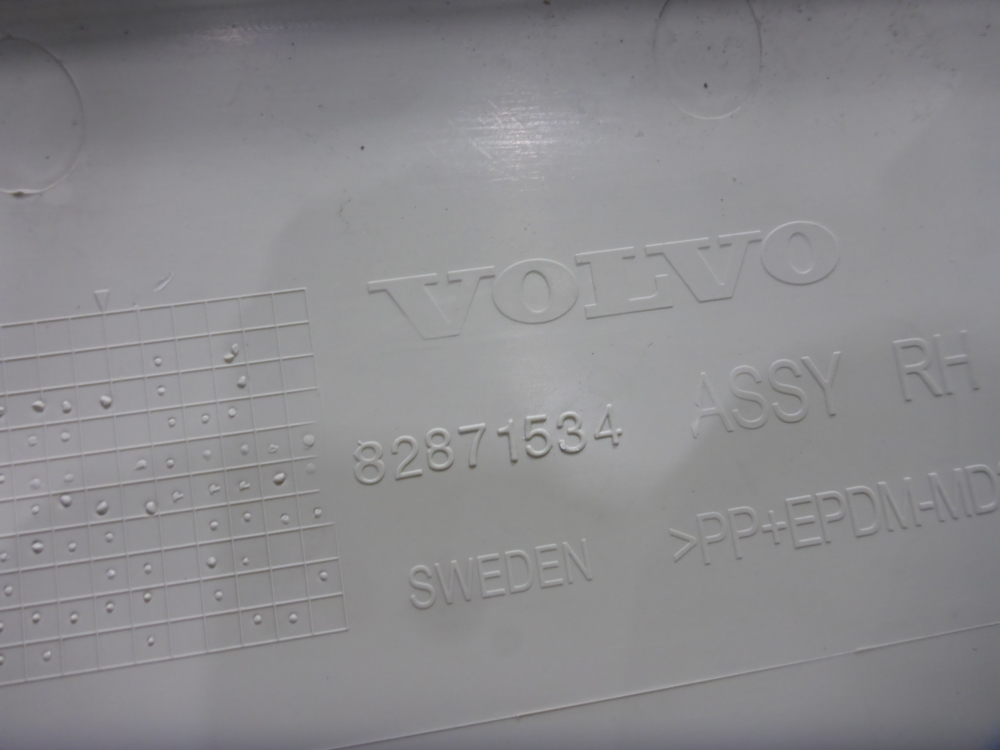 VOLVO
82871534 ASSY RH
SWEDEN >PP+EPDM-MD